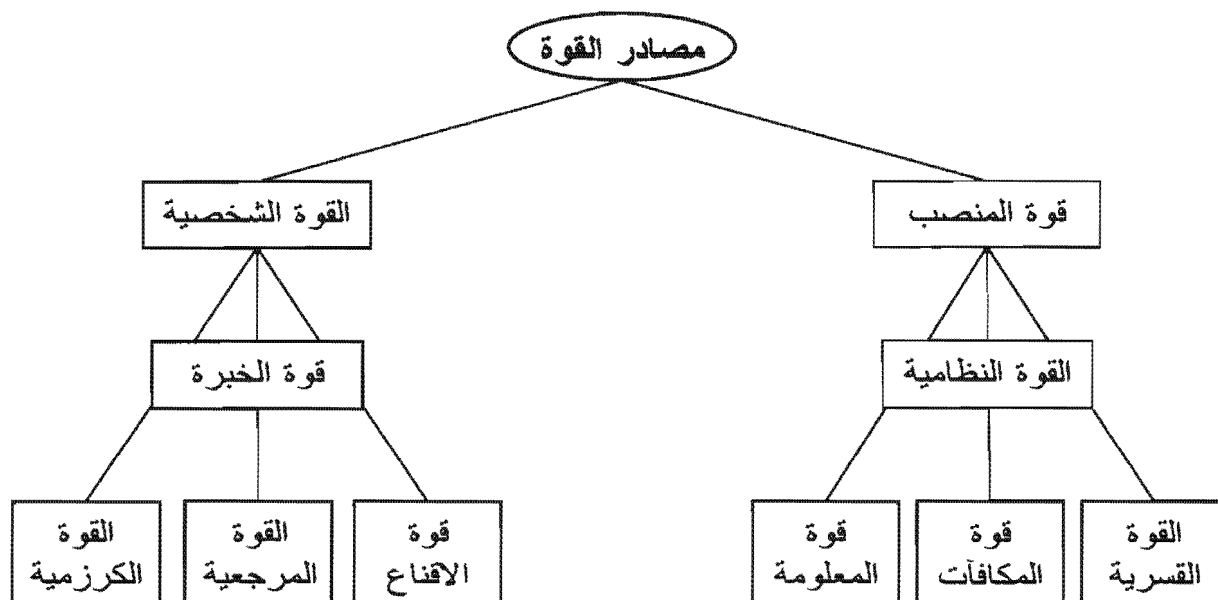 مصادر القوة
قوة المنصب
القوة الشخصية
القوة النظامية
قوة الخبرة
القوة
القسرية
قوة
المكافآت
قوة
المعلومة
قوة
الاقناع
القوة
المرجعية
القوة
الكرزمية